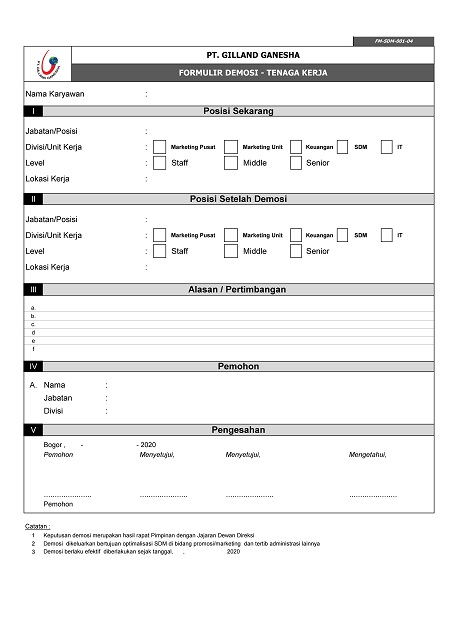 FM-SDM-001-04
PT. GILLAND GANESHA
PT. GILLAND GANESHA
FORMULIR DEMOSI - TENAGA KERJA
Nama Karyawan :
I Posisi Sekarang
Jabatan/Posisi :
Divisi/Unit Kerja : Marketing Pusat Marketing Unit Keuangan SDM IT
Level : Staff Middle Senior
Lokasi Kerja :
II Posisi Setelah Demosi
Jabatan/Posisi :
Divisi/Unit Kerja : Marketing Pusat Marketing Unit Keuangan SDM IT
Level : Staff Middle Senior
Lokasi Kerja :
III Alasan / Pertimbangan
a.
b.
c.
d
e
f
IV Pemohon
A. Nama :
Jabatan :
Divisi :
V Pengesahan
Bogor , - - 2020
Pemohon Menyetujui, Menyetujui, Mengetahui,
........................ ........................ ........................ ........................
Pemohon
Catatan :
1 Keputusan demosi merupakan hasil rapat Pimpinan dengan Jajaran Dewan Direksi
2 Demosi dikeluarkan bertujuan optimalisasi SDM di bidang promosi/marketing dan tertib administrasi lainnya
3 Demosi berlaku efektif diberlakukan sejak tanggal, , 2020